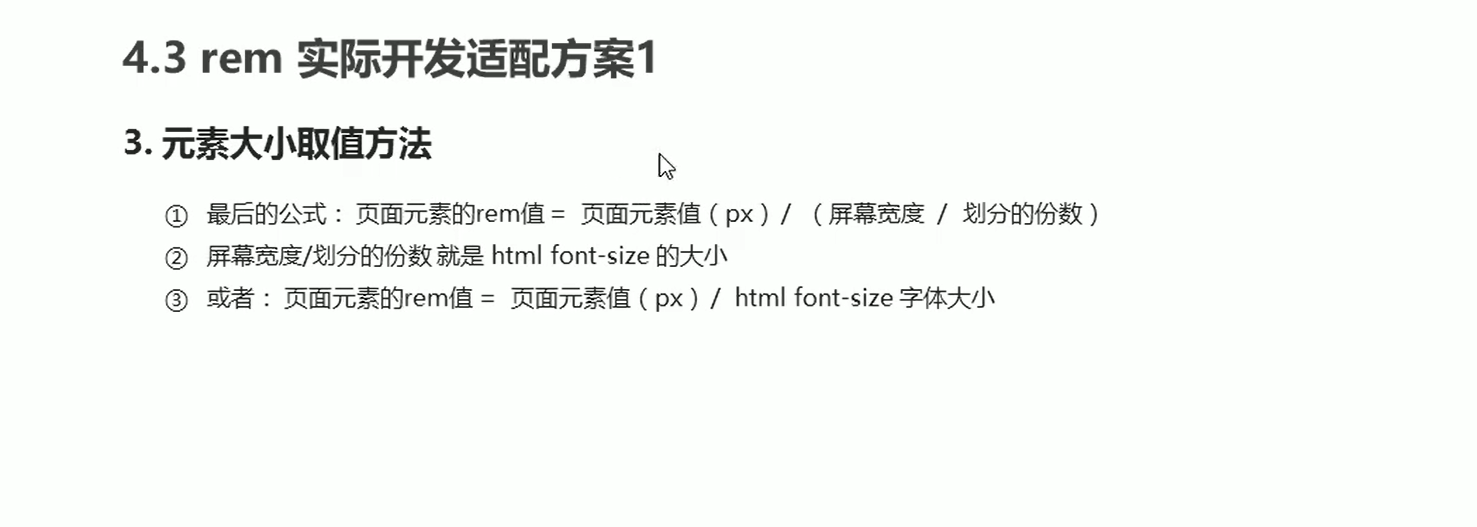 4.3 rem 实际开发适配方案1
3. 元素大小取值方法
① 最后的公式： 页面元素的rem值 = 页面元素值（px）/ （屏幕宽度 / 划分的份数）
② 屏幕宽度/划分的份数 就是 html font-size 的大小
③ 或者： 页面元素的rem值 = 页面元素值（px）/ html font-size 字体大小